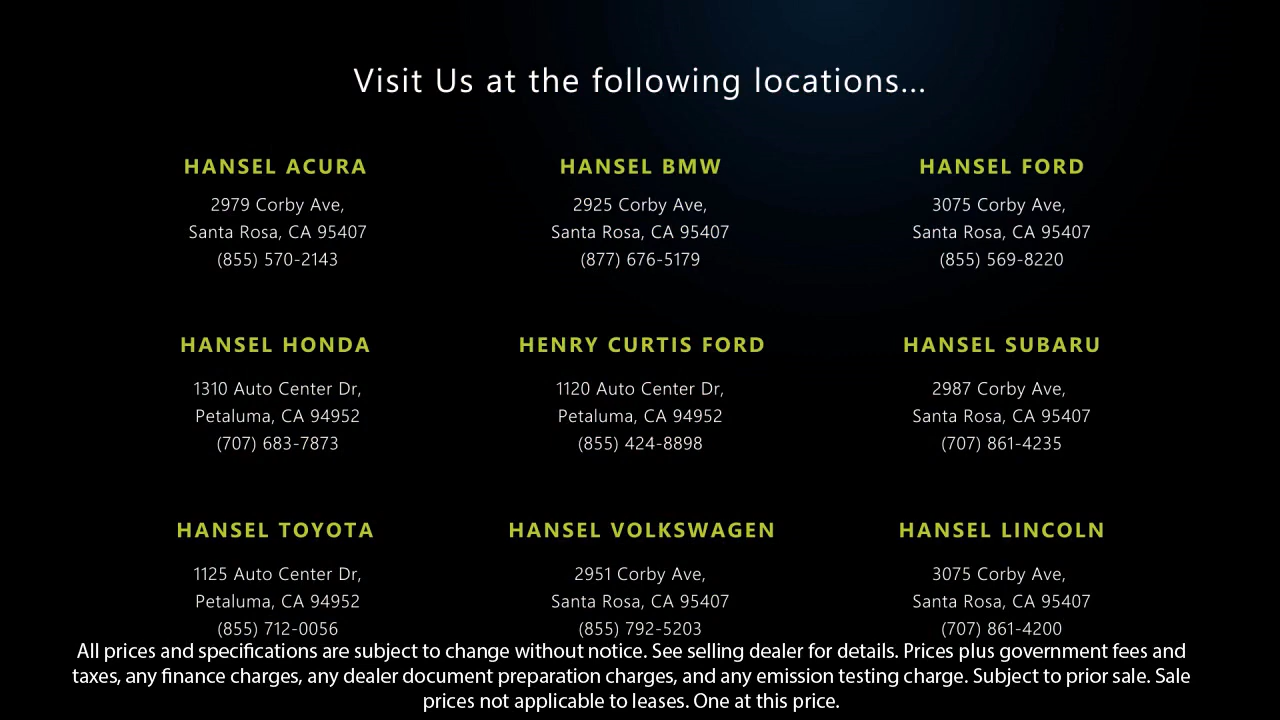 Visit Us at the following locations...
HANSEL ACURA
2979 Corby Ave,
Santa Rosa, CA 95407
(855) 570-2143
HANSEL BMW
2925 Corby Ave,
Santa Rosa, CA 95407
(877) 676-5179
HANSEL FORD
3075 Corby Ave,
Santa Rosa, CA 95407
(855) 569-8220
HANSEL HONDA
1310 Auto Center Dr,
Petaluma, CA 94952
(707) 683-7873
HENRY CURTIS FORD
1120 Auto Center Dr,
Petaluma, CA 94952
(855) 424-8898
HANSEL SUBARU
2987 Corby Ave,
Santa Rosa, CA 95407
(707) 861-4235
HANSEL TOYOTA
1125 Auto Center Dr,
Petaluma, CA 94952
(855) 712-0056
HANSEL VOLKSWAGEN
2951 Corby Ave,
Santa Rosa, CA 95407
(855) 792-5203
HANSEL LINCOLN
3075 Corby Ave,
Santa Rosa, CA 95407
(707) 861-4200
All prices and specifications are subject to change without notice. See selling dealer for details. Prices plus government fees and
taxes, any finance charges, any dealer document preparation charges, and any emission testing charge. Subject to prior sale. Sale
prices not applicable to leases. One at this price.